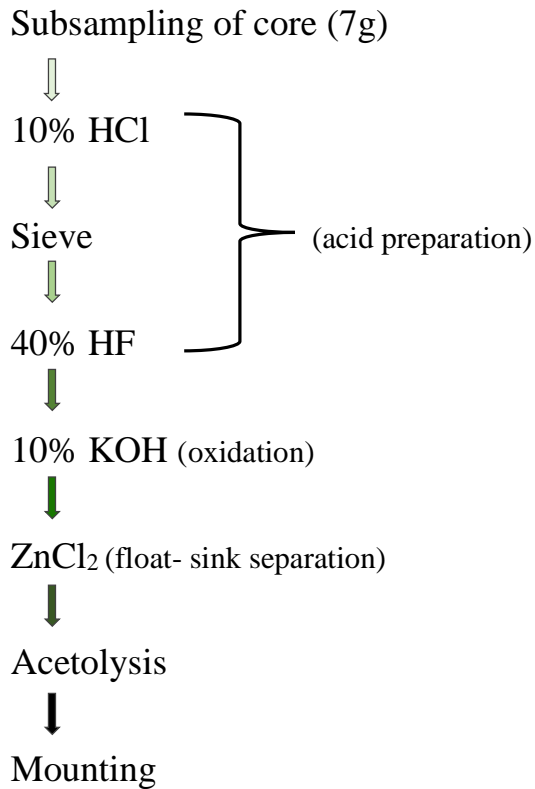 Subsampling of core (7g)
10% HCl
Sieve
(acid preparation)
40% HF
10% KOH (oxidation)
ZnCl₂ (float- sink separation)
Acetolysis
Mounting